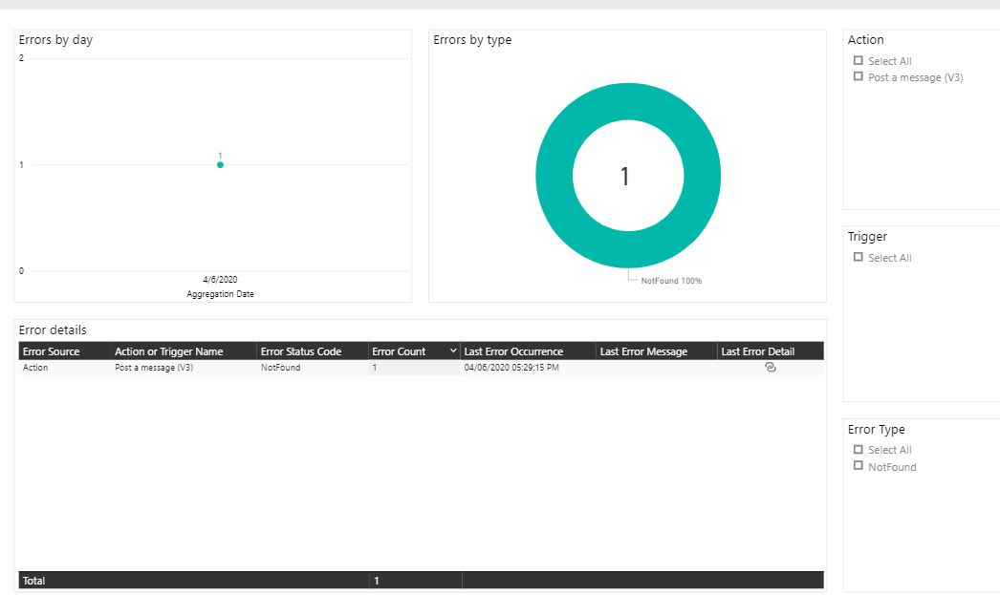 Errors by day
2
1
1
0
4/6/2020
Aggregation Date
Errors by type
1
NotFound 100%
Action
Select All
Post a message (V3)
Trigger
Select All
Error Type
Select All
NotFound
Error details
Error Source Action or Trigger Name Error Status Code Error Count Last Error Occurrence Last Error Message Last Error Detail
Action Post a message (V3) NotFound 1 04/06/2020 05:29:15 PM
Total 1